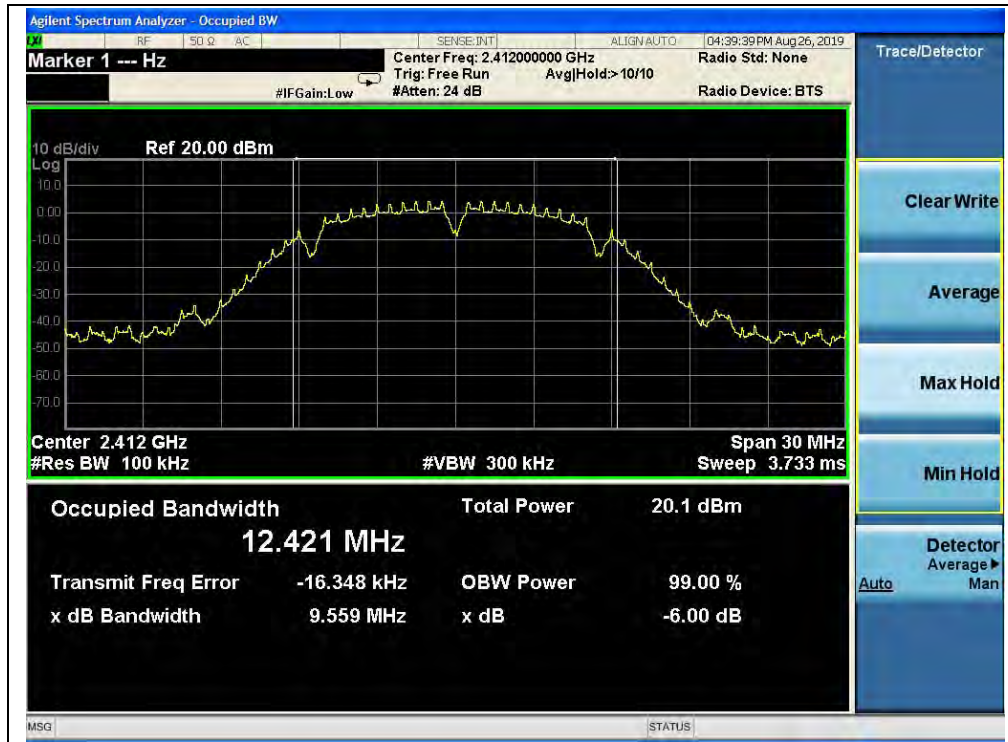 Agilent Spectrum Analyzer - Occupied BW
LXI RF 50 Ω AC SENSE:INT ALIGN AUTO 04:39:39 PM Aug 26, 2019
Marker 1 --- Hz
Center Freq: 2.412000000 GHz
Radio Std: None
Trig: Free Run Avg|Hold:>10/10
#IFGain:Low
#Atten: 24 dB
Radio Device: BTS
10 dB/div Ref 20.00 dBm
Log
10.0
0.00
-10.0
-20.0
-30.0
-40.0
-50.0
-60.0
-70.0
Center 2.412 GHz
Span 30 MHz
#Res BW 100 kHz
#VBW 300 kHz
Sweep 3.733 ms
Occupied Bandwidth
12.421 MHz
Total Power 20.1 dBm
Transmit Freq Error -16.348 kHz
OBW Power 99.00 %
x dB Bandwidth 9.559 MHz
x dB -6.00 dB
Trace/Detector
Clear Write
Average
Max Hold
Min Hold
Detector
Average▶
Auto Man
MSG
STATUS